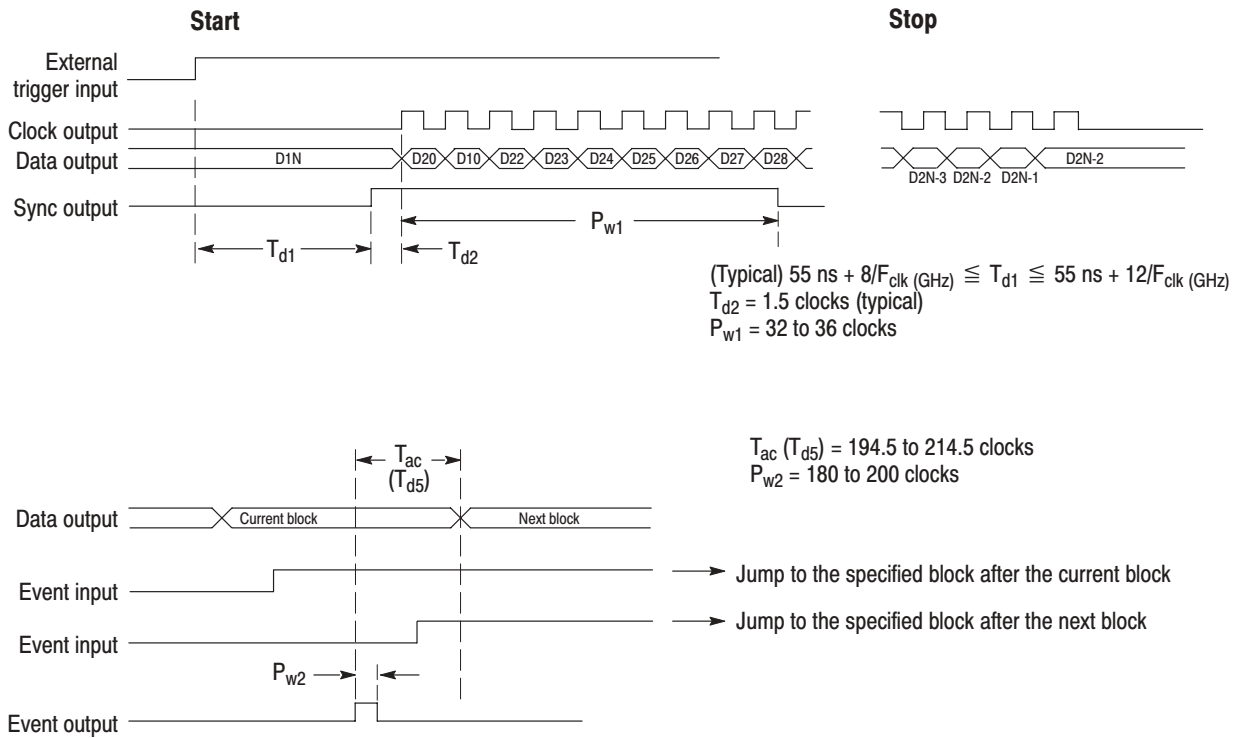 Start
Stop
External
trigger input
Clock output
Data output
D1N D20 D10 D22 D23 D24 D25 D26 D27 D28
D2N-2
D2N-3 D2N-2 D2N-1
Sync output
Pw1
Td1
Td2
(Typical) 55 ns + 8/Fclk (GHz) ≦ Td1 ≦ 55 ns + 12/Fclk (GHz)
Td2 = 1.5 clocks (typical)
Pw1 = 32 to 36 clocks
Tac
(Td5)
Tac (Td5) = 194.5 to 214.5 clocks
Pw2 = 180 to 200 clocks
Data output
Current block
Next block
Event input
Jump to the specified block after the current block
Event input
Jump to the specified block after the next block
Pw2
Event output